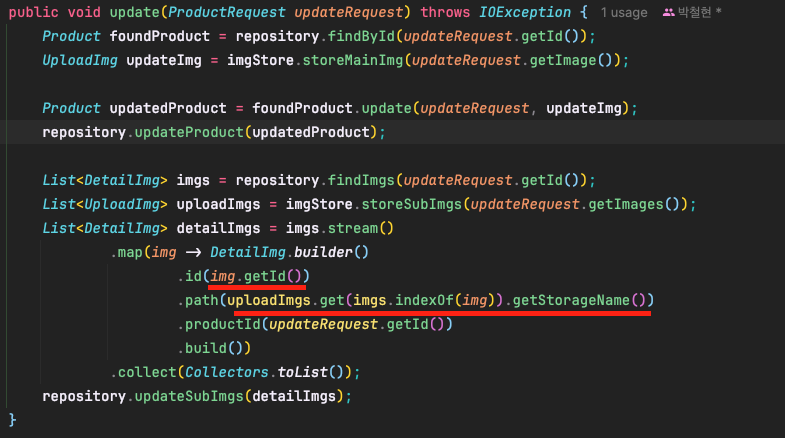 public void update(ProductRequest updateRequest) throws IOException { 1 usage 박철현 *
Product foundProduct = repository.findById(updateRequest.getId());
UploadImg updateImg = imgStore.storeMainImg(updateRequest.getImage());
Product updatedProduct = foundProduct.update(updateRequest, updateImg);
repository.updateProduct(updatedProduct);
List<DetailImg> imgs = repository.findImgs(updateRequest.getId());
List<UploadImg> uploadImgs = imgStore.storeSubImgs(updateRequest.getImages());
List<DetailImg> detailImgs = imgs.stream()
.map(img -> DetailImg.builder()
.id(img.getId())
.path(uploadImgs.get(imgs.indexOf(img)).getStorageName())
.productId(updateRequest.getId())
.build())
.collect(Collectors.toList());
repository.updateSubImgs(detailImgs);
}